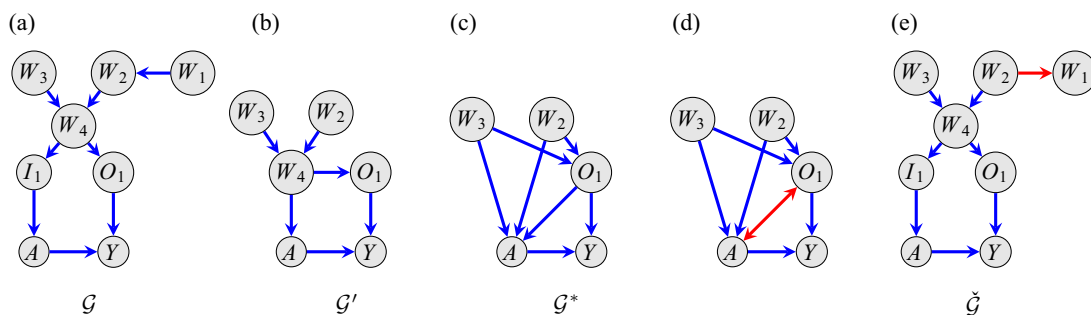 (a) (b) (c) (d) (e)
W₃ W₂ W₁ W₃ W₂ W₁
W₃ W₂ W₃ W₂ W₃ W₂
W₄ W₄
I₁ O₁ W₄ O₁ O₁ O₁ I₁ O₁
A Y A Y A Y A Y A Y
𝒢 𝒢′ 𝒢* 𝒢̌